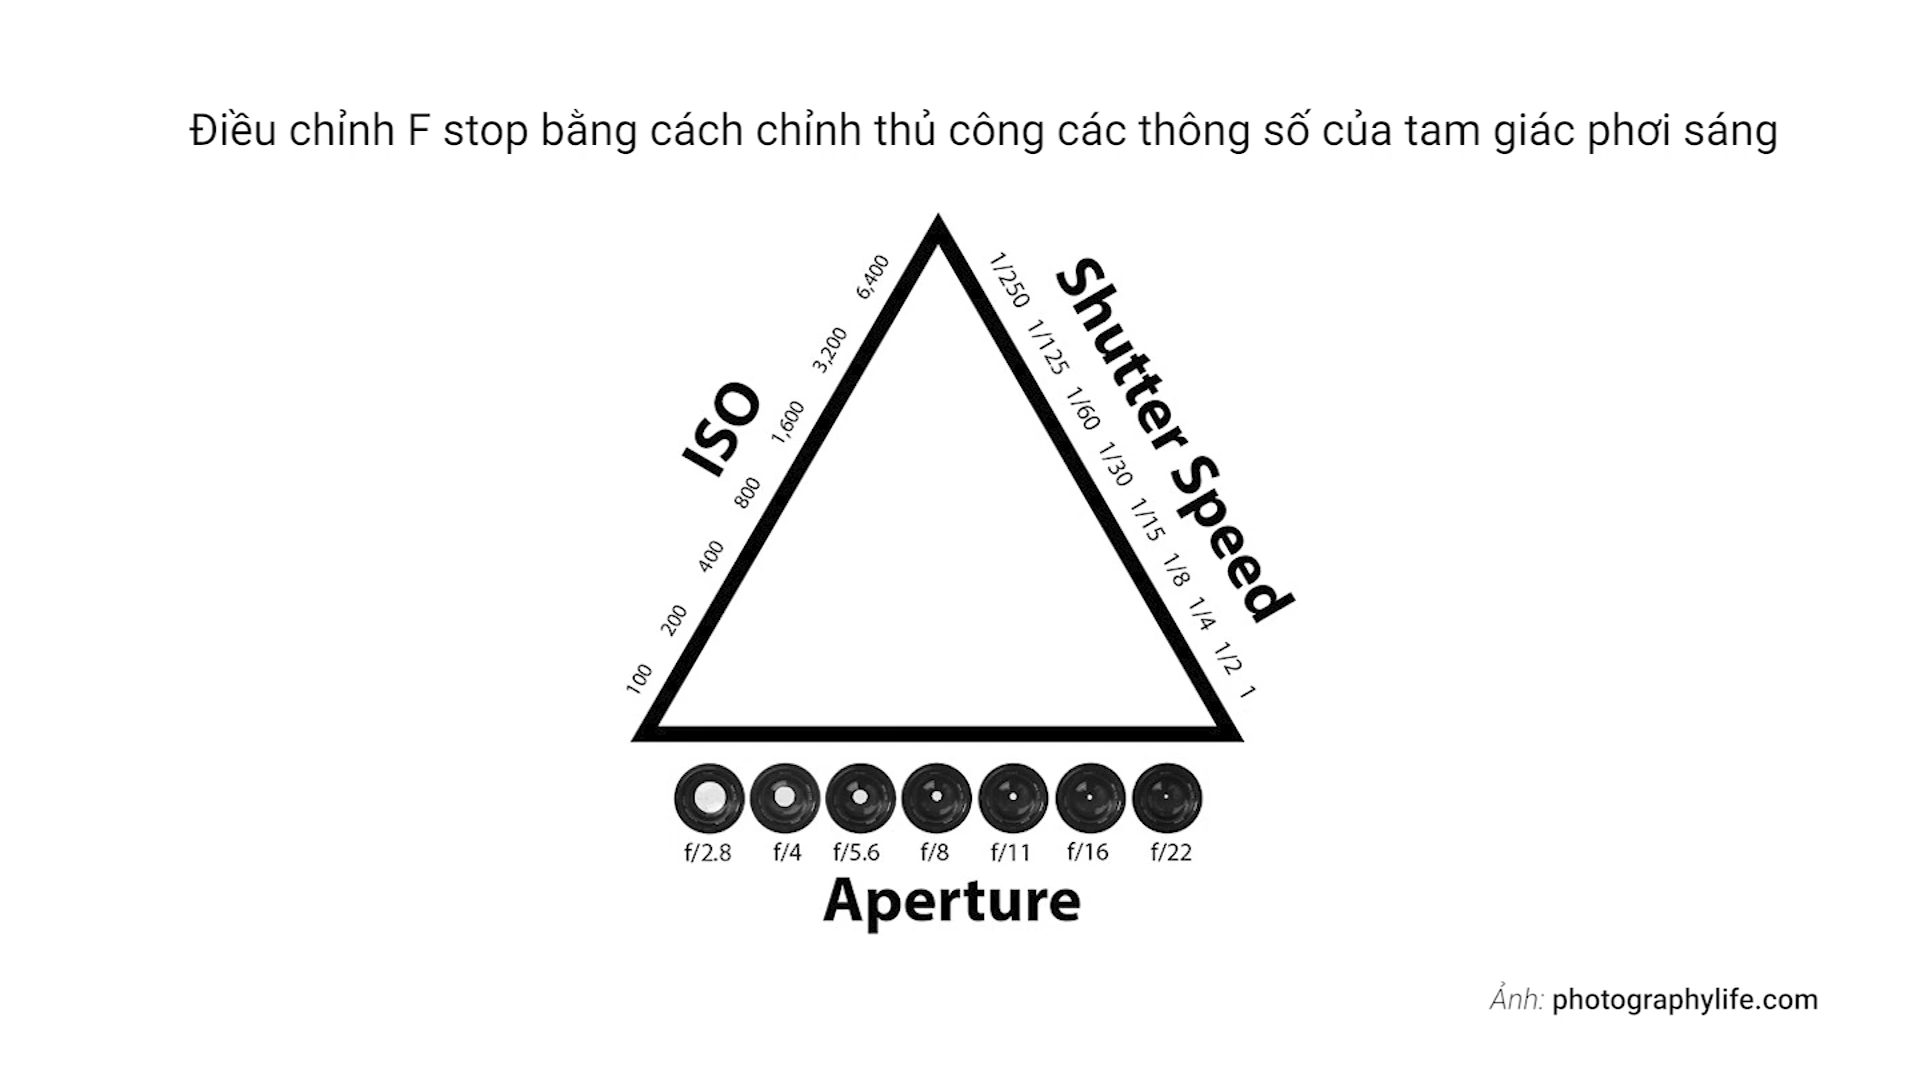 Điều chỉnh F stop bằng cách chỉnh thủ công các thông số của tam giác phơi sáng
ISO
100 200 400 800 1,600 3,200 6,400
Shutter Speed
1/250 1/125 1/60 1/30 1/15 1/8 1/4 1/2 1
f/2.8 f/4 f/5.6 f/8 f/11 f/16 f/22
Aperture
Ảnh: photographylife.com